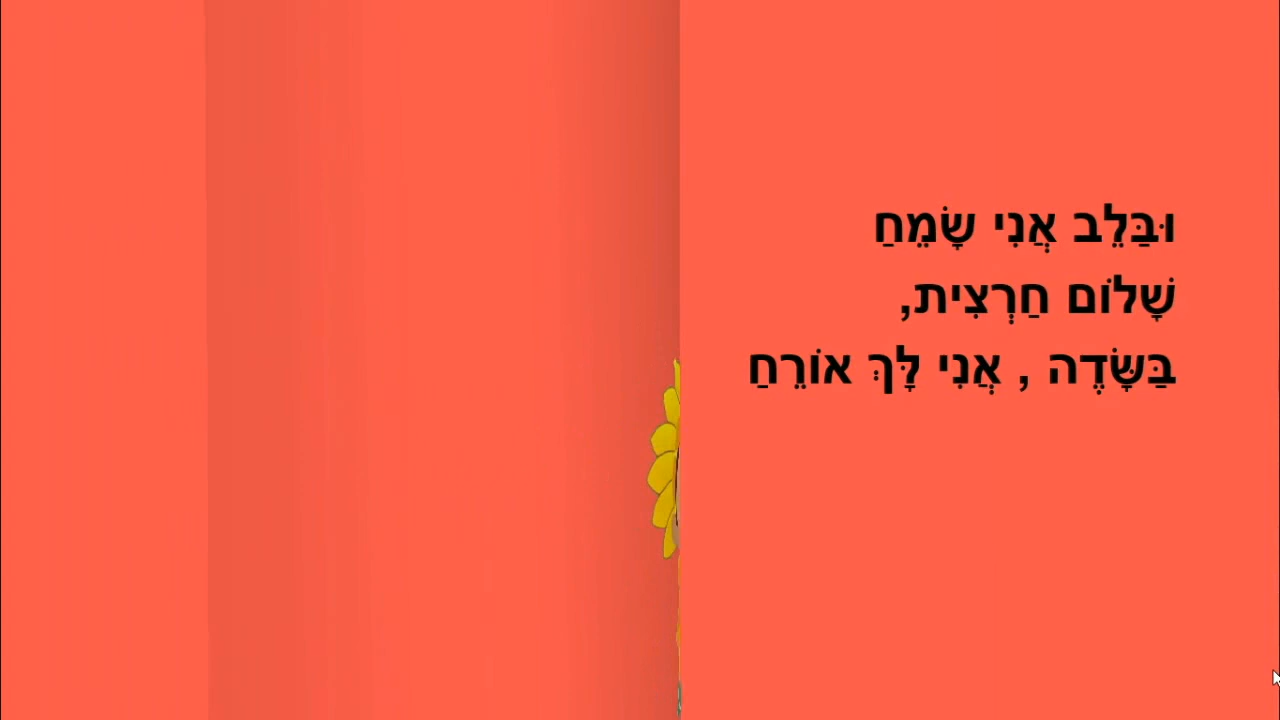 וּבַּלֵב אֲנִי שָׂמֵחַ
שָׁלוֹם חַרְצִית,
בַּשָּׂדֶה , אֲנִי לָּךְ אוֹרֵחַ